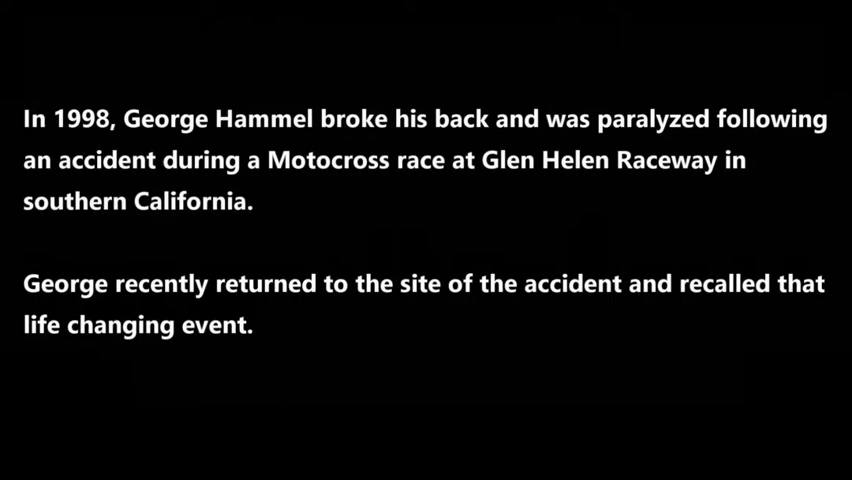 In 1998, George Hammel broke his back and was paralyzed following
an accident during a Motocross race at Glen Helen Raceway in
southern California.
George recently returned to the site of the accident and recalled that
life changing event.